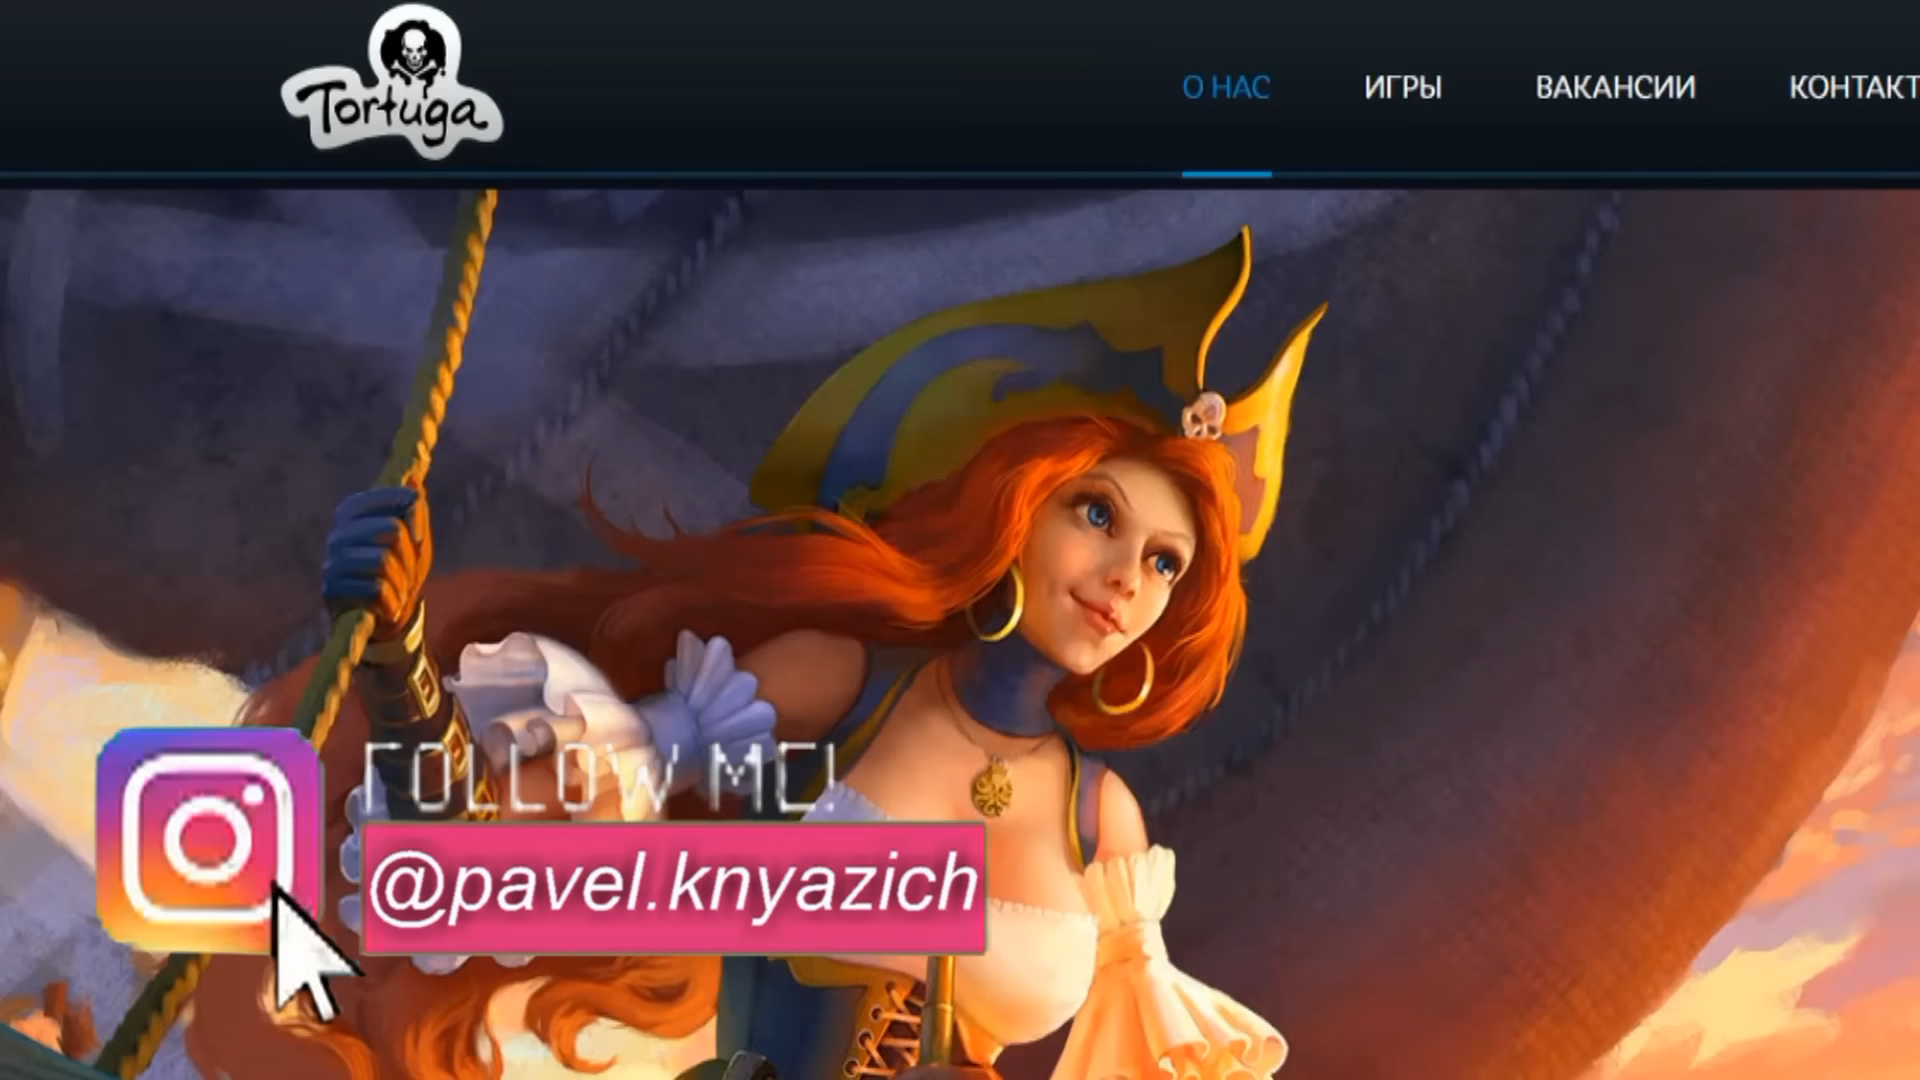 Tortuga
О НАС
ИГРЫ
ВАКАНСИИ
КОНТАКТ
FOLLOW ME!
@pavel.knyazich